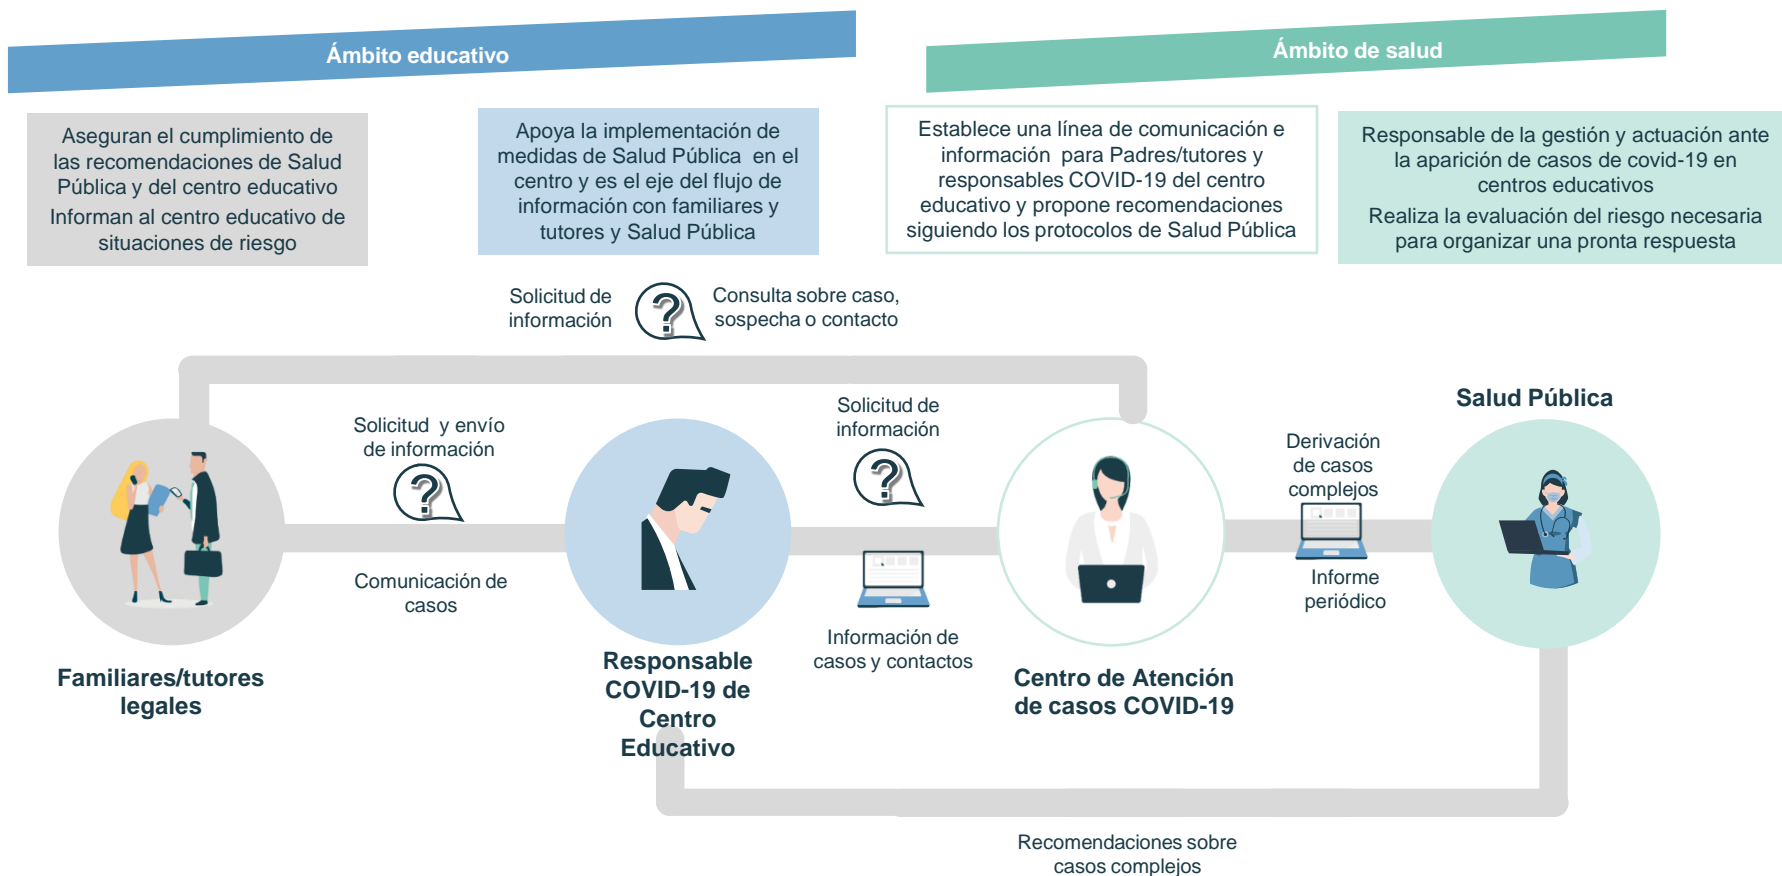 Ámbito educativo
Ámbito de salud
Aseguran el cumplimiento de
las recomendaciones de Salud
Pública y del centro educativo
Informan al centro educativo de
situaciones de riesgo
Apoya la implementación de
medidas de Salud Pública en el
centro y es el eje del flujo de
información con familiares y
tutores y Salud Pública
Establece una línea de comunicación e
información para Padres/tutores y
responsables COVID-19 del centro
educativo y propone recomendaciones
siguiendo los protocolos de Salud Pública
Responsable de la gestión y actuación ante
la aparición de casos de covid-19 en
centros educativos
Realiza la evaluación del riesgo necesaria
para organizar una pronta respuesta
Solicitud de
información
?
Consulta sobre caso,
sospecha o contacto
Solicitud y envío
de información
?
Comunicación de
casos
Solicitud de
información
?
Información de
casos y contactos
Derivación
de casos
complejos
Informe
periódico
Salud Pública
Familiares/tutores
legales
Responsable
COVID-19 de
Centro
Educativo
Centro de Atención
de casos COVID-19
Recomendaciones sobre
casos complejos